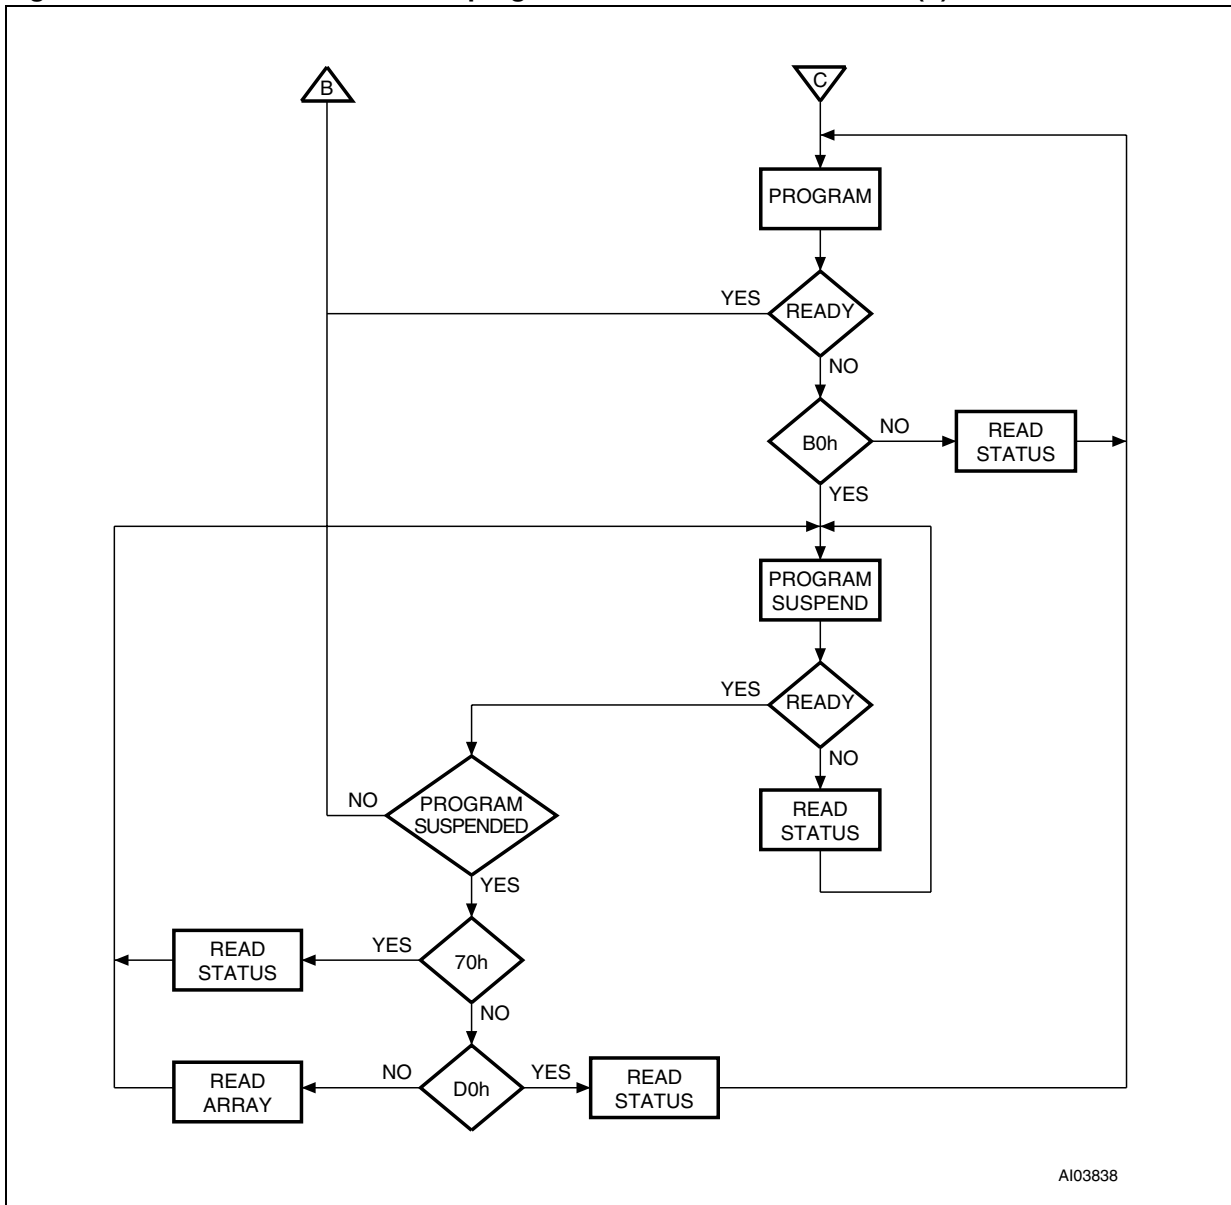 B
C
PROGRAM
YES
READY
NO
B0h
NO
READ
STATUS
YES
PROGRAM
SUSPEND
YES
READY
NO
NO
PROGRAM
SUSPENDED
READ
STATUS
YES
READ
STATUS
YES
70h
NO
READ
ARRAY
NO
D0h
YES
READ
STATUS
AI03838